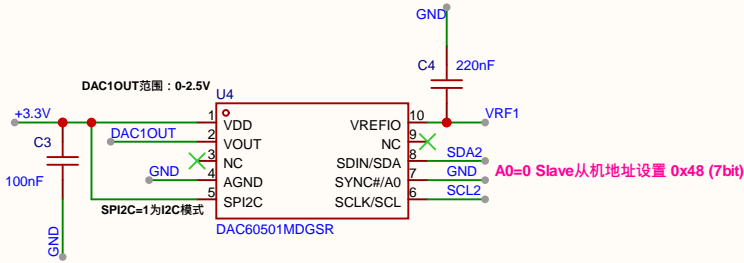 GND
C4 220nF
DAC1OUT范围：0-2.5V
U4
+3.3V
1 VDD
VREFIO 10
VRF1
C3
DAC1OUT
2 VOUT
NC 9
3 NC
SDIN/SDA 8
SDA2
GND
4 AGND
SYNC#/A0 7
GND
A0=0 Slave从机地址设置 0x48 (7bit)
100nF
5 SPI2C
SCLK/SCL 6
SCL2
SPI2C=1为I2C模式
DAC60501MDGSR
GND